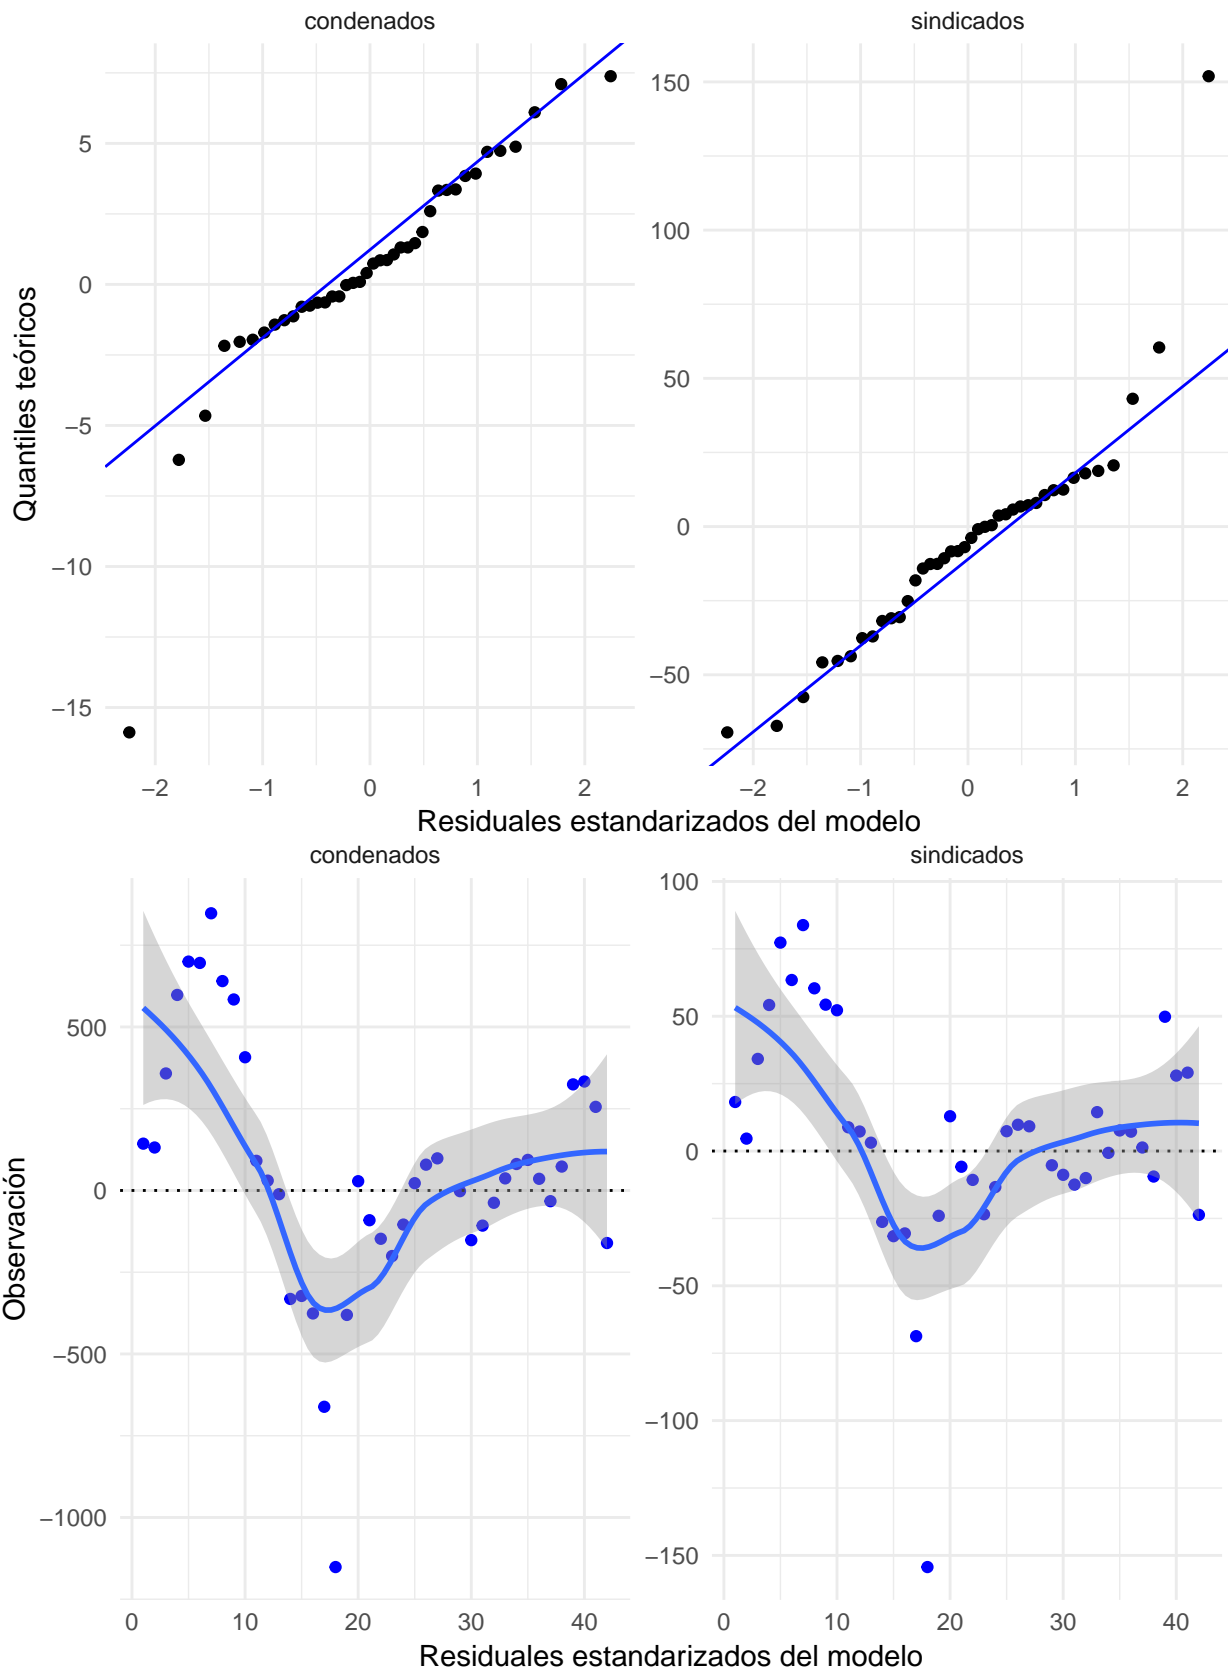 condenados sindicados
Quantiles teóricos
5
0
−5
−10
−15
150
100
50
0
−50
−2 −1 0 1 2 −2 −1 0 1 2
Residuales estandarizados del modelo
condenados sindicados
Observación
500
0
−500
−1000
100
50
0
−50
−100
−150
0 10 20 30 40 0 10 20 30 40
Residuales estandarizados del modelo